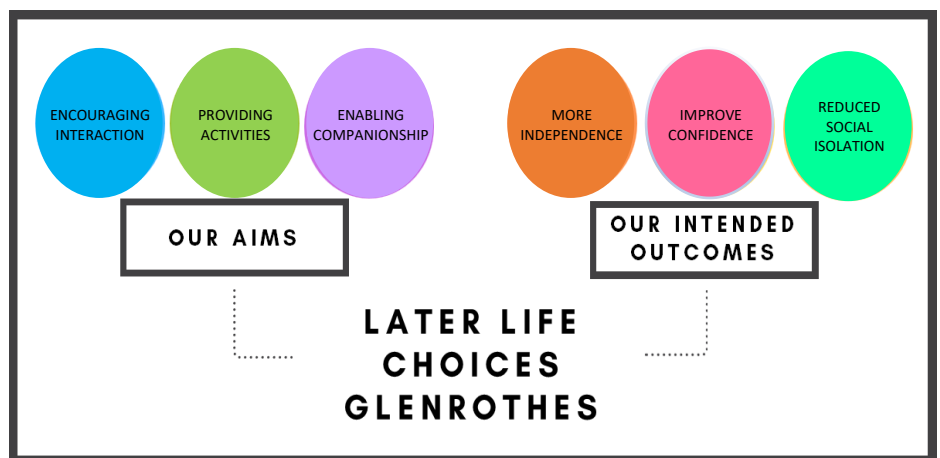 ENCOURAGING
INTERACTION
PROVIDING
ACTIVITIES
ENABLING
COMPANIONSHIP
MORE
INDEPENDENCE
IMPROVE
CONFIDENCE
REDUCED
SOCIAL
ISOLATION
OUR AIMS
OUR INTENDED
OUTCOMES
LATER LIFE
CHOICES
GLENROTHES